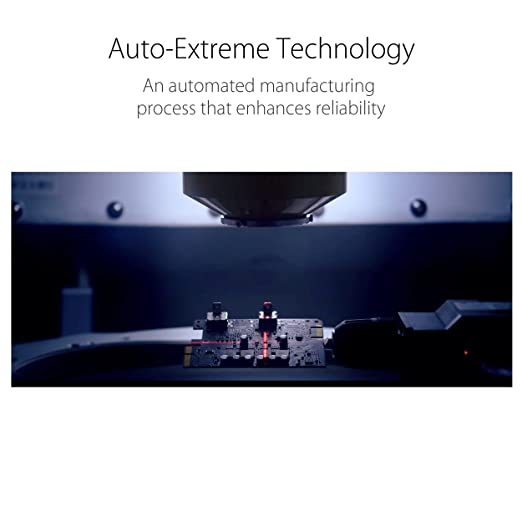 Auto-Extreme Technology
An automated manufacturing
process that enhances reliability